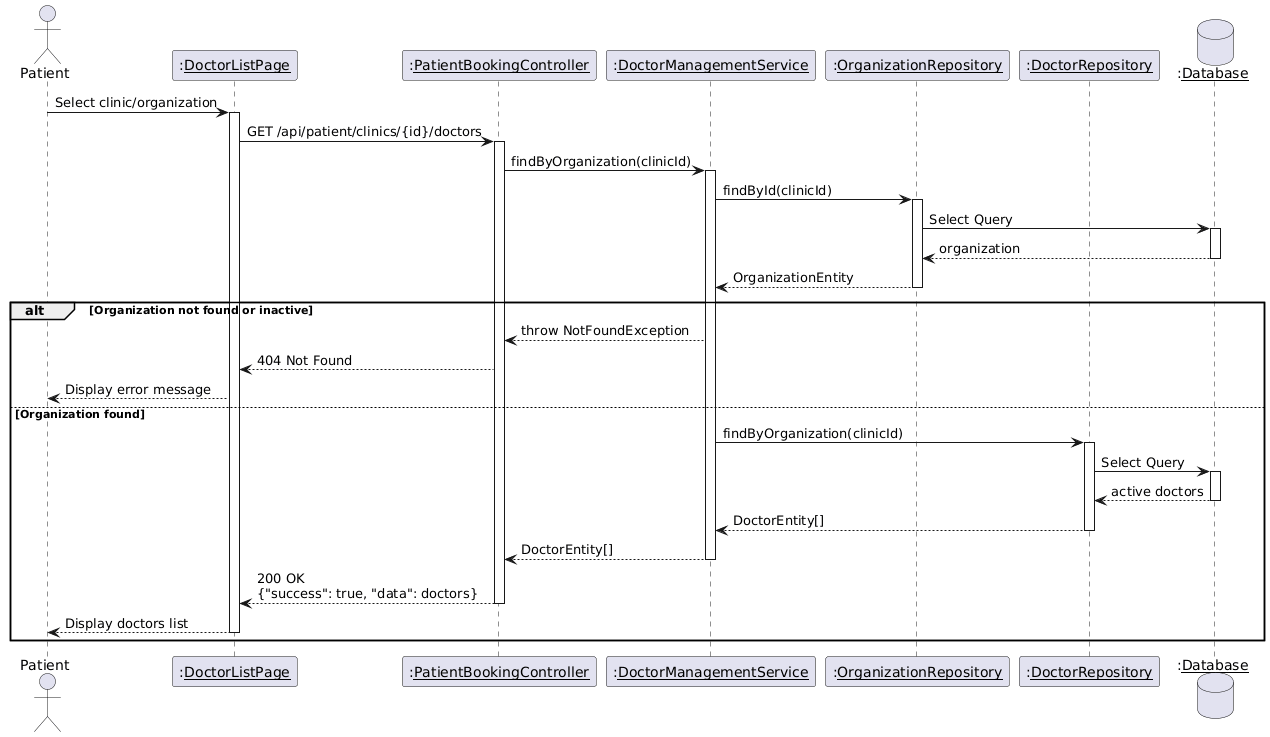 Patient
:DoctorListPage
:PatientBookingController
:DoctorManagementService
:OrganizationRepository
:DoctorRepository
:Database
Select clinic/organization
GET /api/patient/clinics/{id}/doctors
findByOrganization(clinicId)
findById(clinicId)
Select Query
organization
OrganizationEntity
alt
[Organization not found or inactive]
throw NotFoundException
404 Not Found
Display error message
[Organization found]
findByOrganization(clinicId)
Select Query
active doctors
DoctorEntity[]
DoctorEntity[]
200 OK
{"success": true, "data": doctors}
Display doctors list
Patient
:DoctorListPage
:PatientBookingController
:DoctorManagementService
:OrganizationRepository
:DoctorRepository
:Database